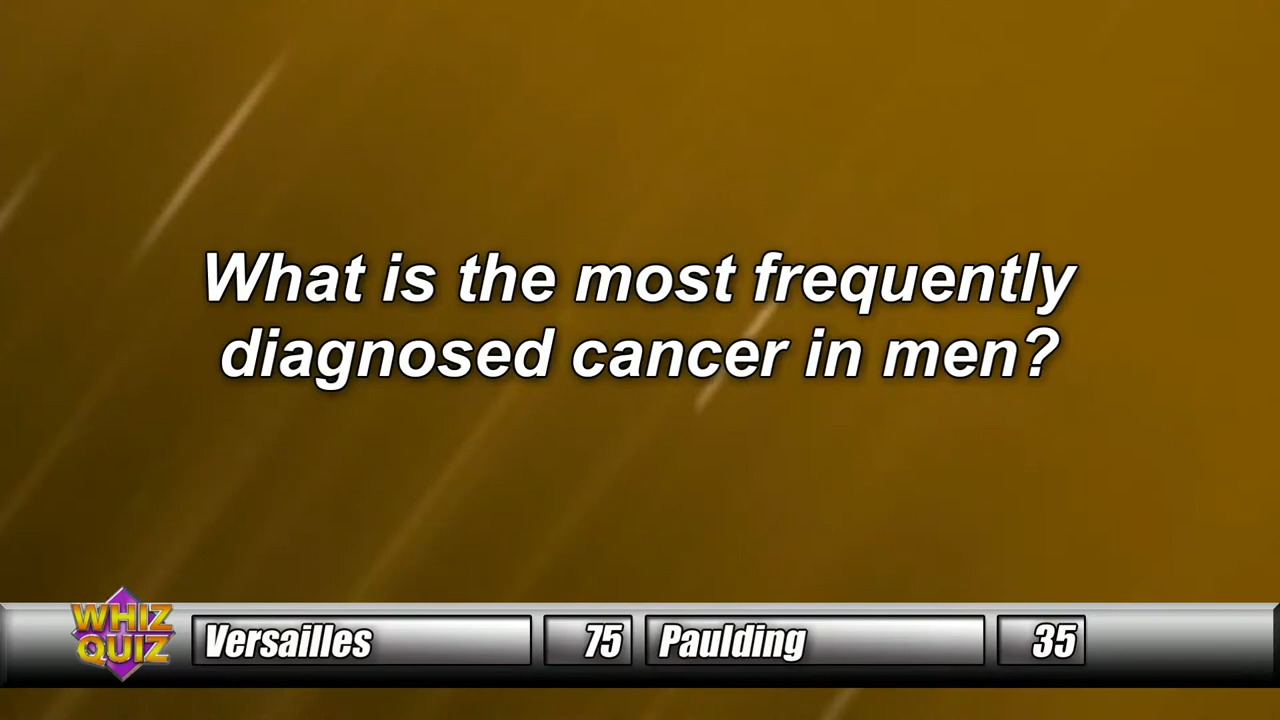 What is the most frequently
diagnosed cancer in men?
WHIZ
QUIZ
Versailles 75 Paulding 35